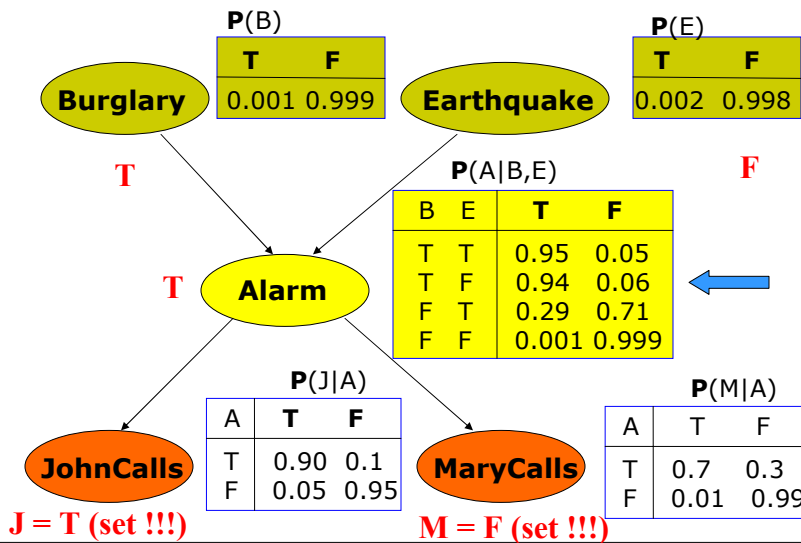 P(B)
T F
0.001 0.999
Burglary
P(E)
T F
0.002 0.998
Earthquake
T
F
P(A|B,E)
B E T F
T T 0.95 0.05
T F 0.94 0.06
F T 0.29 0.71
F F 0.001 0.999
T
Alarm
P(J|A)
A T F
T 0.90 0.1
F 0.05 0.95
P(M|A)
A T F
T 0.7 0.3
F 0.01 0.99
JohnCalls
MaryCalls
J = T (set !!!)
M = F (set !!!)